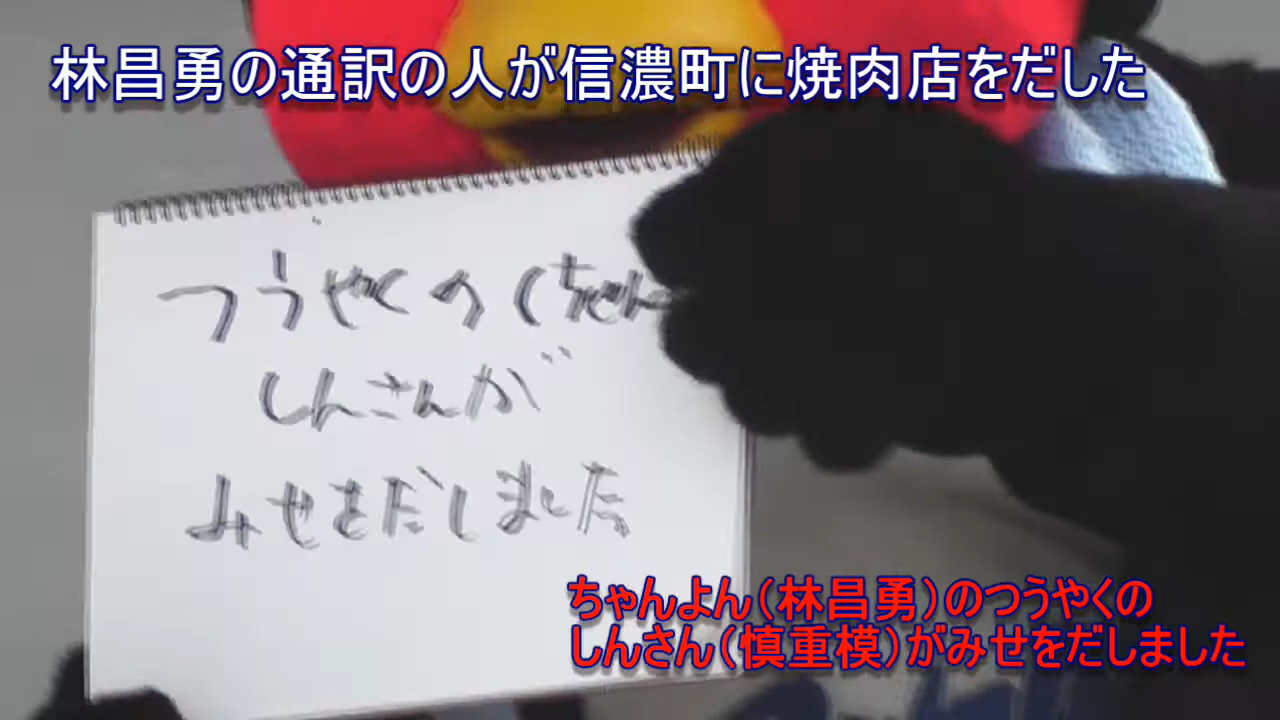 林昌勇の通訳の人が信濃町に焼肉店をだした
つうやくの(ちゃん
しんさんが
みせをだしました
ちゃんよん(林昌勇)のつうやくの
しんさん(慎重模)がみせをだしました